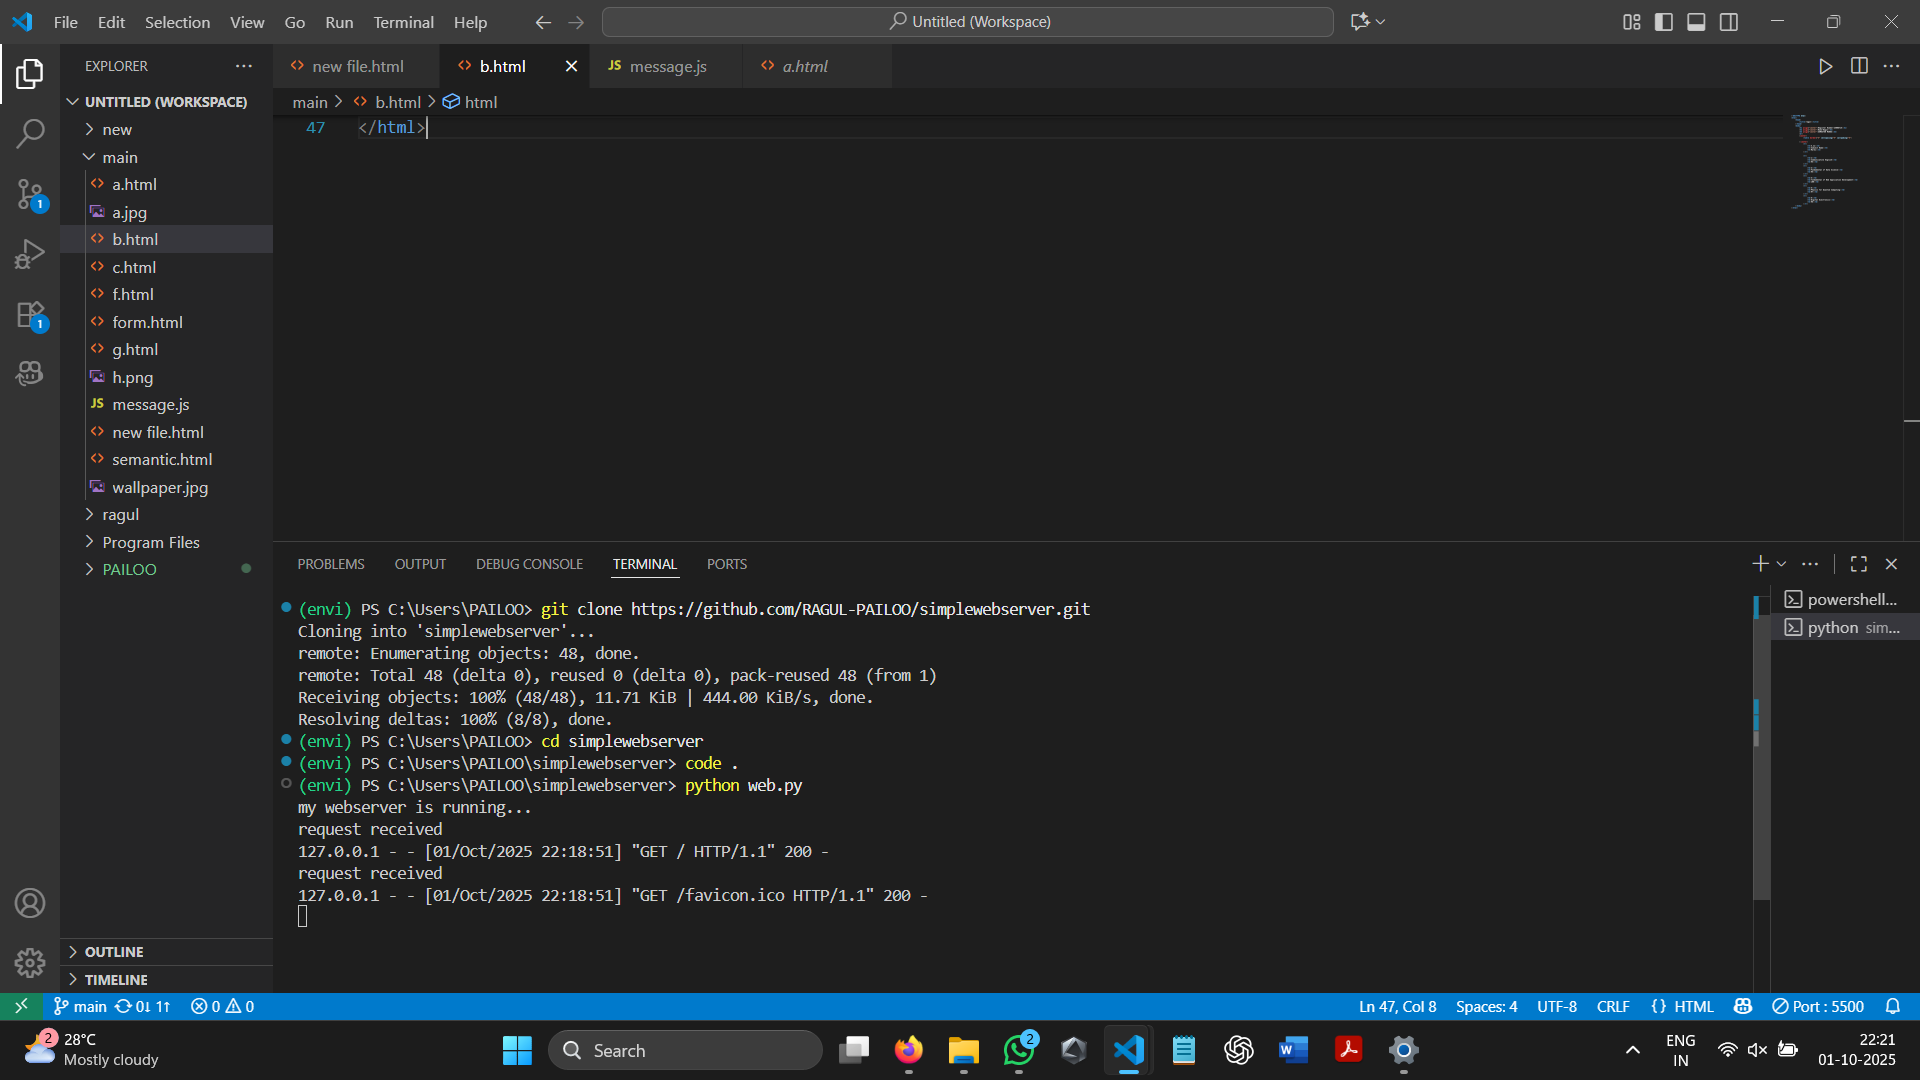 File Edit Selection View Go Run Terminal Help
Untitled (Workspace)
EXPLORER
new file.html
b.html
JS message.js
a.html
UNTITLED (WORKSPACE)
main > b.html > html
new
47 </html>
main
a.html
a.jpg
b.html
c.html
f.html
form.html
g.html
h.png
JS message.js
new file.html
semantic.html
wallpaper.jpg
ragul
Program Files
PAILOO
OUTLINE
TIMELINE
1
1
PROBLEMS OUTPUT DEBUG CONSOLE TERMINAL PORTS
(envi) PS C:\Users\PAILOO> git clone https://github.com/RAGUL-PAILOO/simplewebserver.git
Cloning into 'simplewebserver'...
remote: Enumerating objects: 48, done.
remote: Total 48 (delta 0), reused 0 (delta 0), pack-reused 48 (from 1)
Receiving objects: 100% (48/48), 11.71 KiB | 444.00 KiB/s, done.
Resolving deltas: 100% (8/8), done.
(envi) PS C:\Users\PAILOO> cd simplewebserver
(envi) PS C:\Users\PAILOO\simplewebserver> code .
(envi) PS C:\Users\PAILOO\simplewebserver> python web.py
my webserver is running...
request received
127.0.0.1 - - [01/Oct/2025 22:18:51] "GET / HTTP/1.1" 200 -
request received
127.0.0.1 - - [01/Oct/2025 22:18:51] "GET /favicon.ico HTTP/1.1" 200 -
powershell...
python sim...
main 0↓ 1↑ 0 0
Ln 47, Col 8 Spaces: 4 UTF-8 CRLF {} HTML Port : 5500
2
28°C
Mostly cloudy
Search
2
W
ENG
IN
22:21
01-10-2025